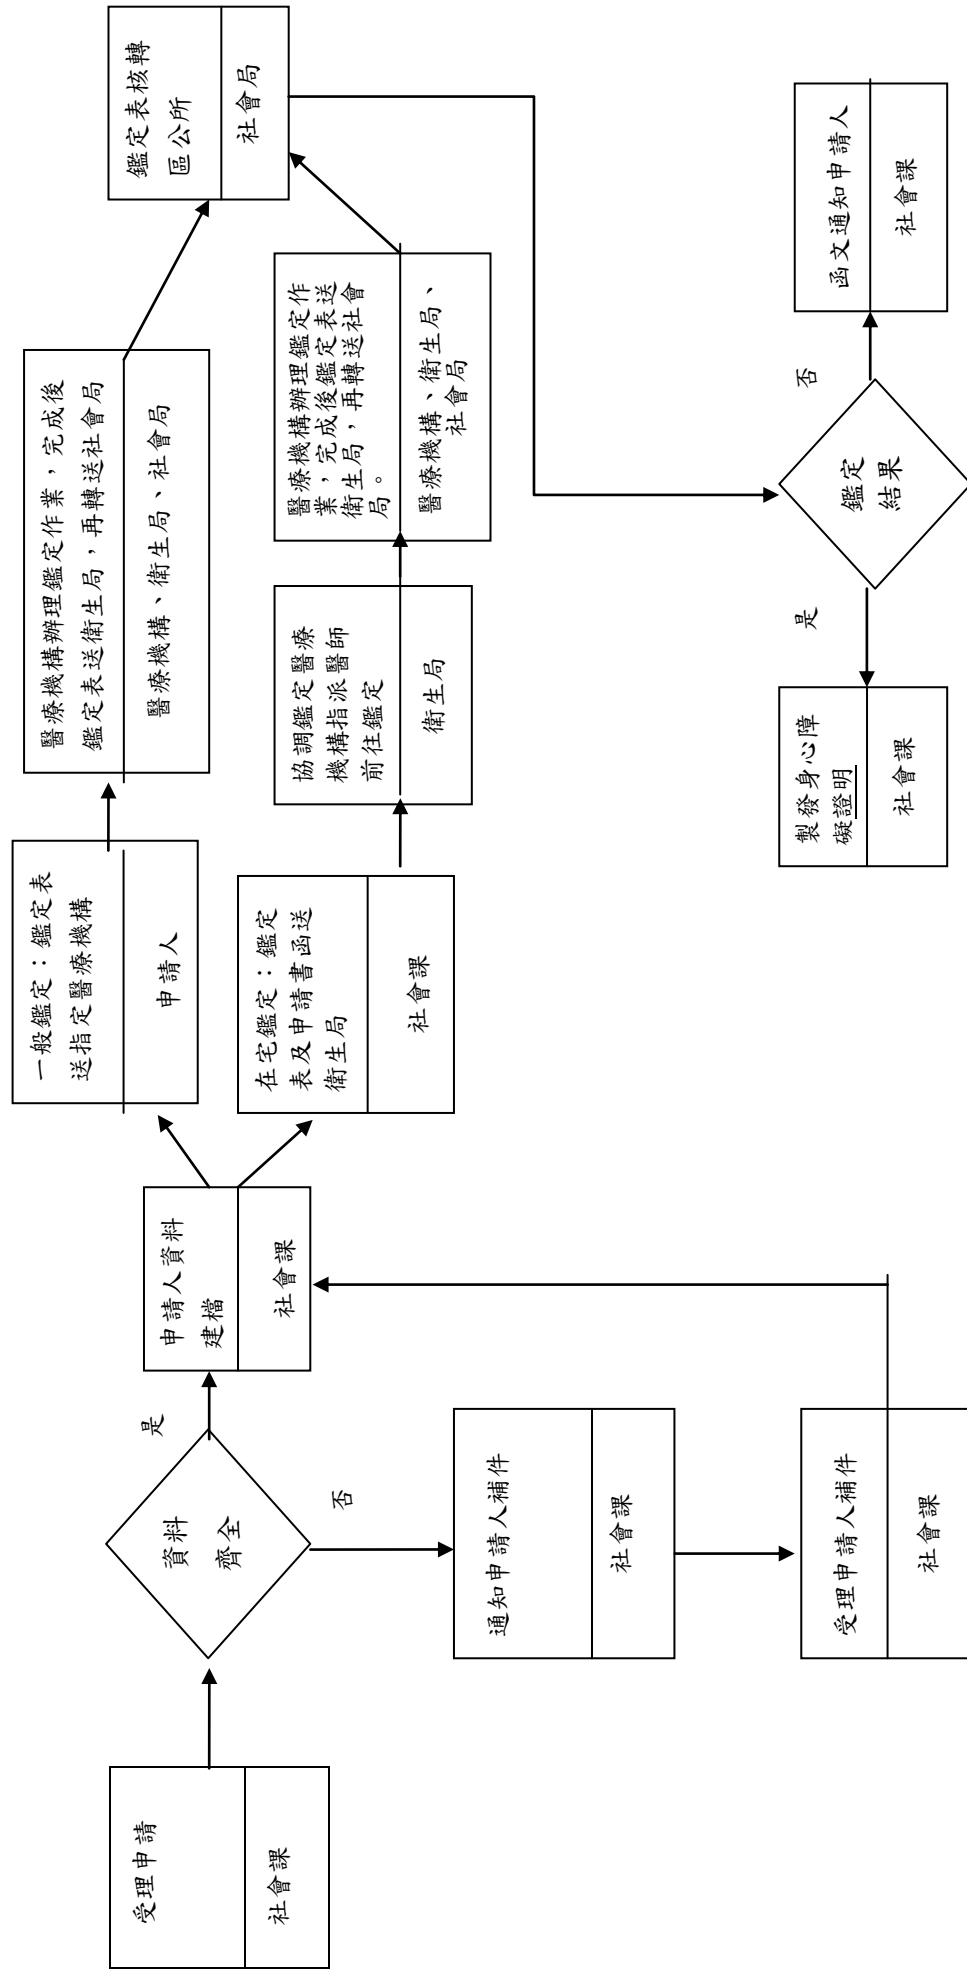 受理申請
社會課
資料
齊全
是
否
通知申請人補件
社會課
受理申請人補件
社會課
申請人資料
建檔
社會課
一般鑑定：鑑定表
送指定醫療機構
申請人
在宅鑑定：鑑定
表及申請書函送
衛生局
社會課
醫療機構辦理鑑定作業，完成後
鑑定表送衛生局，再轉送社會局
醫療機構、衛生局、社會局
協調鑑定醫療
機構指派醫師
前往鑑定
衛生局
醫療機構辦理鑑定作
業，完成後鑑定表送
衛生局，再轉送社會
局。
醫療機構、衛生局、
社會局
鑑定表核轉
區公所
社會局
鑑定
結果
是
否
製發身心障
礙證明
社會課
函文通知申請人
社會課